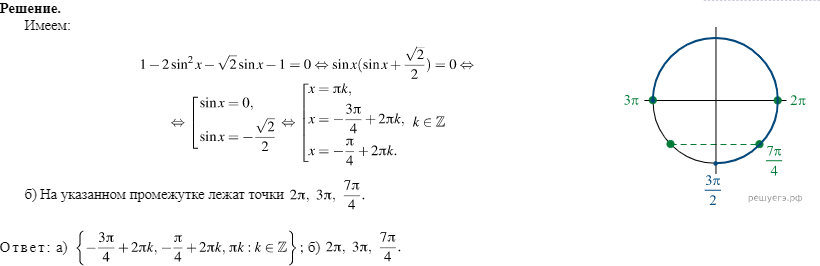 Решение.
Имеем:
1 − 2 sin² x − √2 sin x − 1 = 0 ⇔ sin x(sin x + √2/2) = 0 ⇔
⇔ [ sin x = 0, sin x = −√2/2 ⇔ [ x = πk, x = −3π/4 + 2πk, x = −π/4 + 2πk. k ∈ ℤ
б) На указанном промежутке лежат точки 2π, 3π, 7π/4.
Ответ: а) {−3π/4 + 2πk, −π/4 + 2πk, πk : k ∈ ℤ}; б) 2π, 3π, 7π/4.
3π
2π
7π/4
3π/2
решуегэ.рф